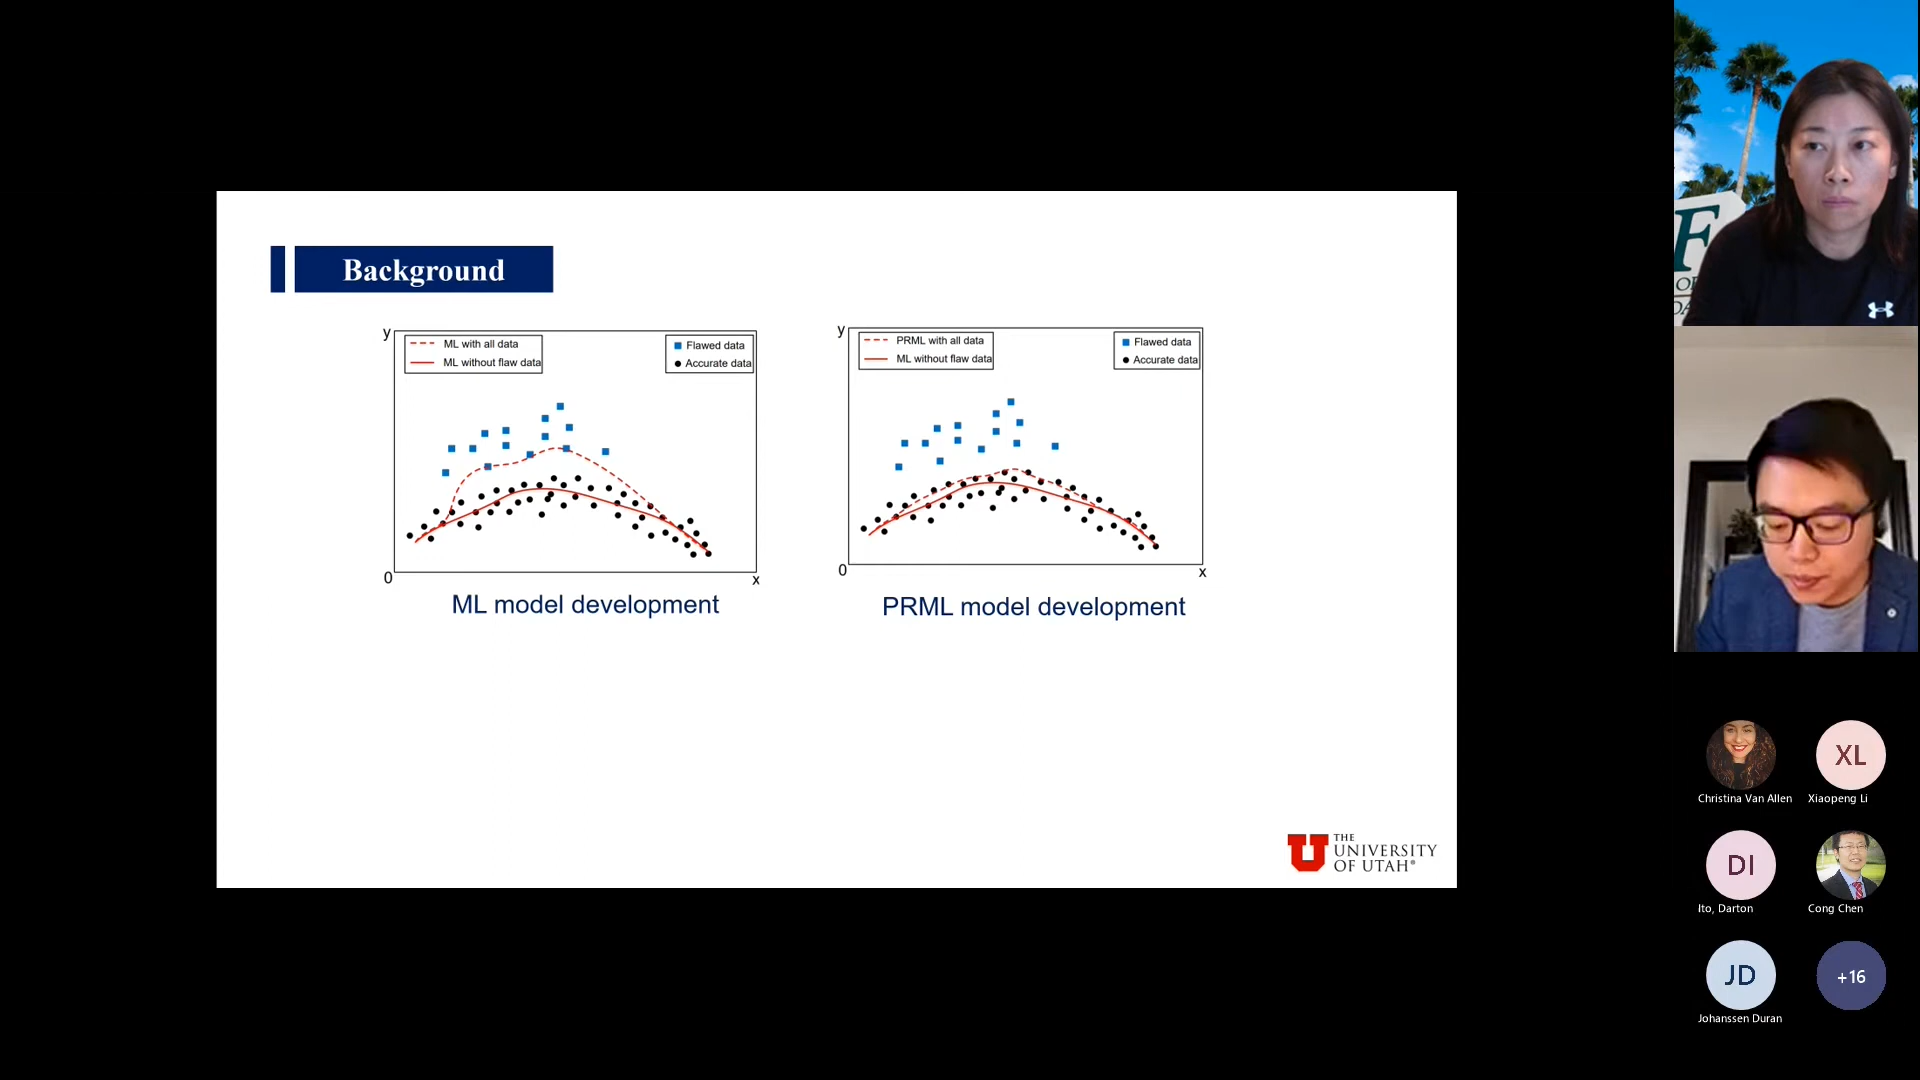 Background
y
ML with all data
ML without flaw data
Flawed data
Accurate data
0
x
ML model development
y
PRML with all data
ML without flaw data
Flawed data
Accurate data
0
x
PRML model development
THE
UNIVERSITY
OF UTAH®
F
Christina Van Allen
XL
Xiaopeng Li
DI
Ito, Darton
Cong Chen
JD
Johanssen Duran
+16